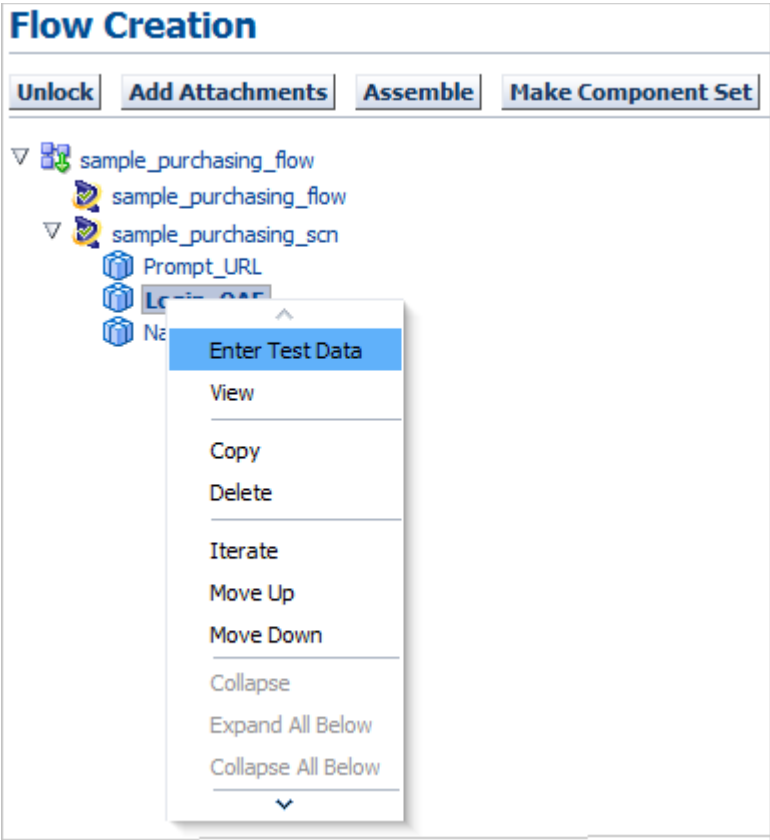 Flow Creation
Unlock Add Attachments Assemble Make Component Set
sample_purchasing_flow
sample_purchasing_flow
sample_purchasing_scn
Prompt_URL
Enter Test Data
View
Copy
Delete
Iterate
Move Up
Move Down
Collapse
Expand All Below
Collapse All Below